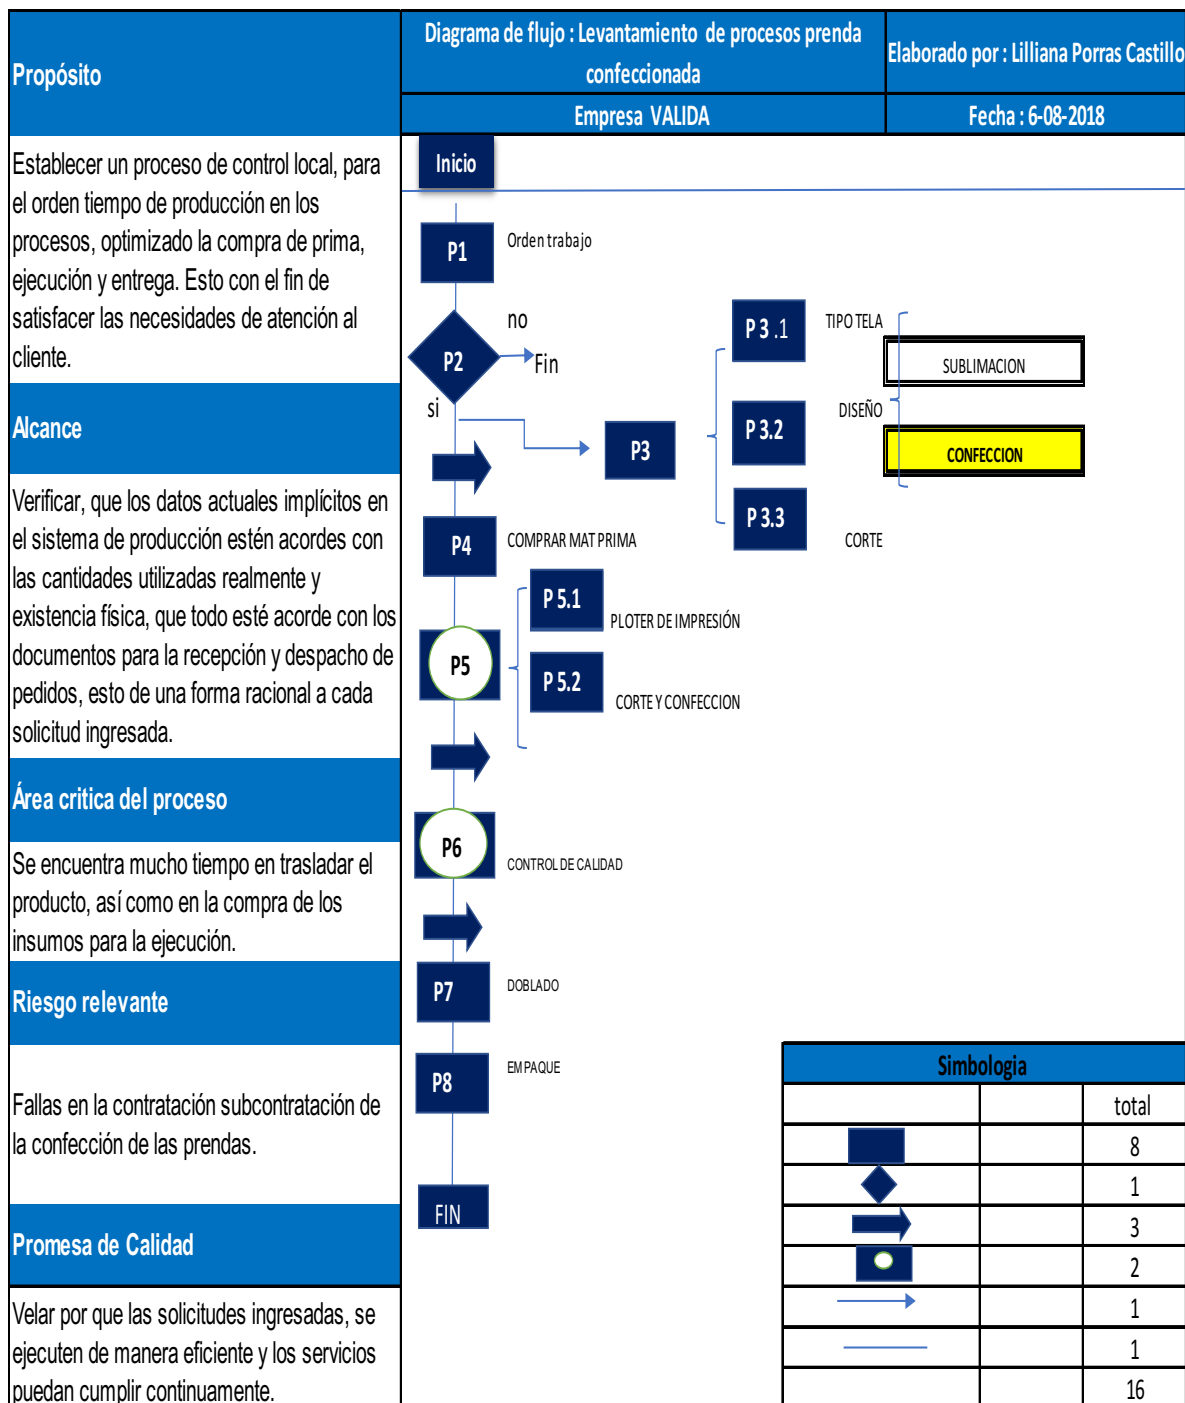 Propósito
Diagrama de flujo : Levantamiento de procesos prenda
confeccionada
Elaborado por : Lilliana Porras Castillo
Empresa VALIDA
Fecha : 6-08-2018
Establecer un proceso de control local, para
el orden tiempo de producción en los
procesos, optimizado la compra de prima,
ejecución y entrega. Esto con el fin de
satisfacer las necesidades de atención al
cliente.
Alcance
Verificar, que los datos actuales implícitos en
el sistema de producción estén acordes con
las cantidades utilizadas realmente y
existencia física, que todo esté acorde con los
documentos para la recepción y despacho de
pedidos, esto de una forma racional a cada
solicitud ingresada.
Área critica del proceso
Se encuentra mucho tiempo en trasladar el
producto, así como en la compra de los
insumos para la ejecución.
Riesgo relevante
Fallas en la contratación subcontratación de
la confección de las prendas.
Promesa de Calidad
Velar por que las solicitudes ingresadas, se
ejecuten de manera eficiente y los servicios
puedan cumplir continuamente.
Inicio
P1
Orden trabajo
P2
no
Fin
si
P3
P 3 .1
TIPO TELA
P 3.2
DISEÑO
P 3.3
CORTE
SUBLIMACION
CONFECCION
P4
COMPRAR MAT PRIMA
P5
P 5.1
PLOTER DE IMPRESIÓN
P 5.2
CORTE Y CONFECCION
P6
CONTROL DE CALIDAD
P7
DOBLADO
P8
EMPAQUE
FIN
Simbologia
total
8
1
3
2
1
1
16